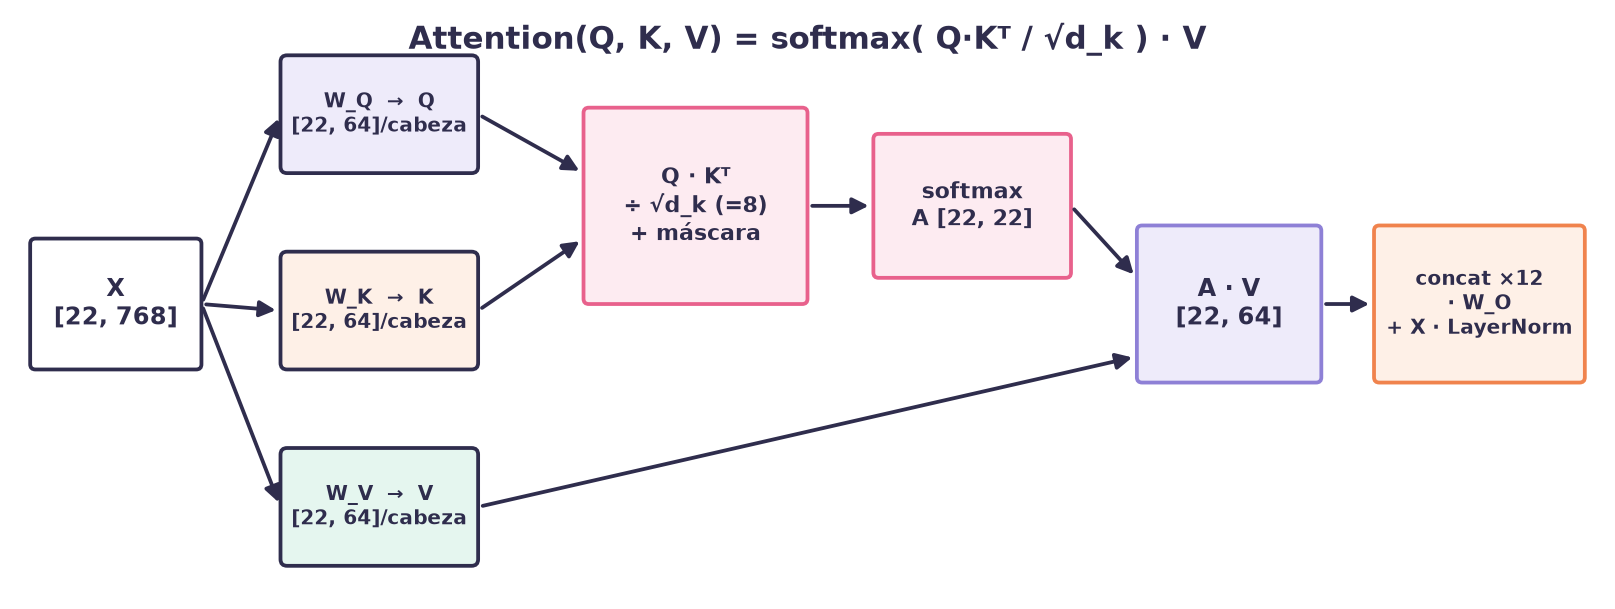 Attention(Q, K, V) = softmax( Q·Kᵀ / √d_k ) · V
W_Q → Q
[22, 64]/cabeza
X
[22, 768]
W_K → K
[22, 64]/cabeza
W_V → V
[22, 64]/cabeza
Q · Kᵀ
÷ √d_k (=8)
+ máscara
softmax
A [22, 22]
A · V
[22, 64]
concat ×12
· W_O
+ X · LayerNorm